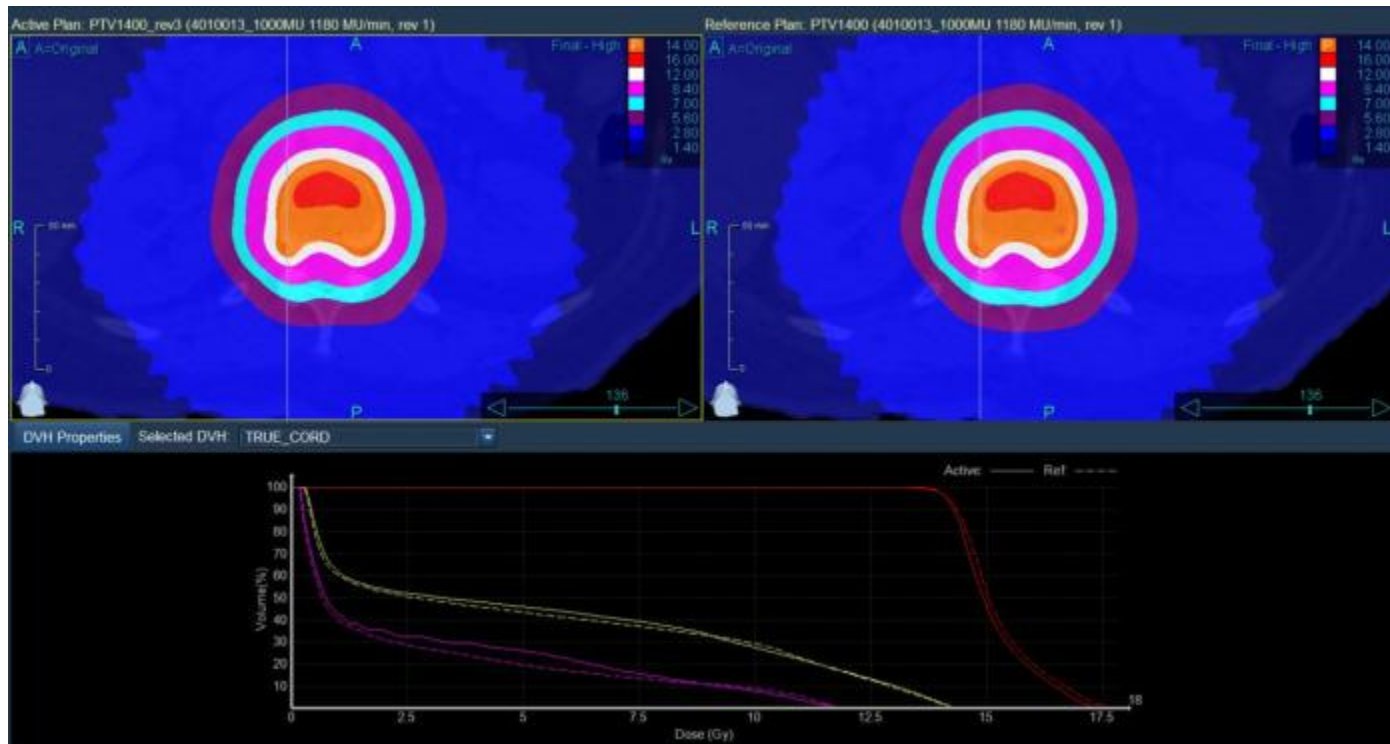 Active Plan: PTV1400_rev3 (4010013_1000MU 1180 MU/min, rev 1)
Reference Plan: PTV1400 (4010013_1000MU 1180 MU/min, rev 1)
A A=Original
A
Final - High
P 14.00
16.00
12.00
8.40
7.00
5.60
2.80
1.40
R
L
0
P
136
A A=Original
A
Final - High
P 14.00
16.00
12.00
8.40
7.00
5.60
2.80
1.40
R
L
0
P
136
DVH Properties
Selected DVH: TRUE_CORD
Active
Ref
100
90
80
70
60
50
40
30
20
10
Volume(%)
0
2.5
5
7.5
10
12.5
15
17.5
18
Dose (Gy)